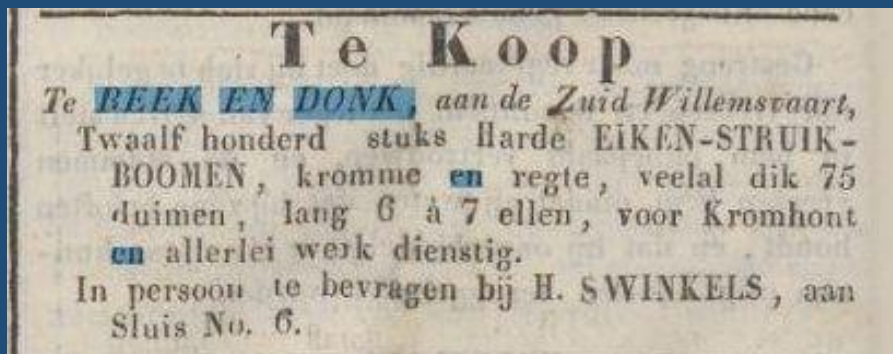 Te Koop
Te BEEK EN DONK, aan de Zuid Willemsvaart,
Twaalf honderd stuks Harde EiKEN-STRUIK-
BOOMEN, kromme en regte, veelal dik 75
duimen, lang 6 à 7 ellen, voor Kromhont
en allerlei werk dienstig.
In persoon te bevragen bij H. SWINKELS, aan
Sluis No. 6.